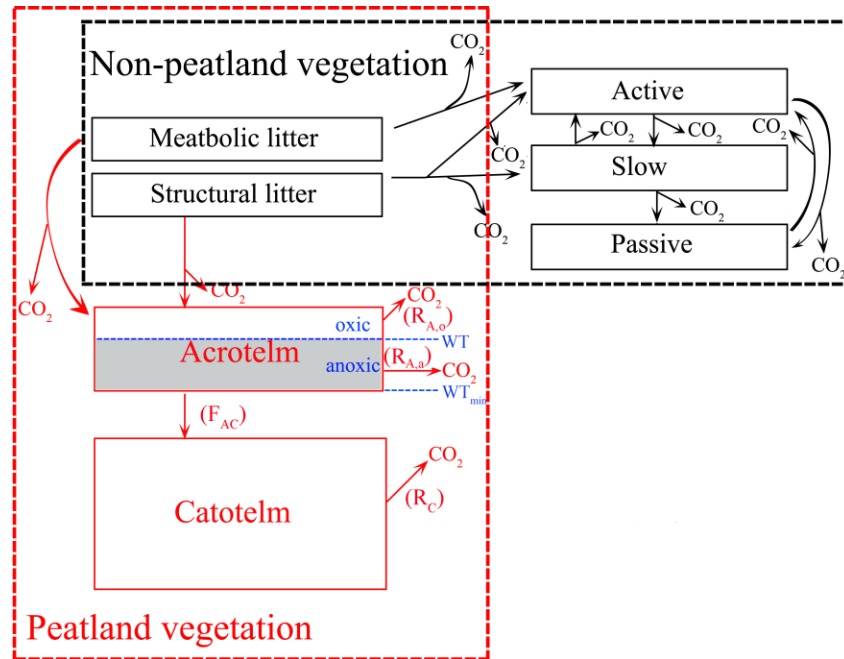 CO2
Non-peatland vegetation
Active
Meatbolic litter
CO2
CO2
CO2
CO2
Slow
Structural litter
CO2
CO2
Passive
CO2
CO2
CO2
CO2
oxic
(RA,o)
WT
Acrotelm
anoxic
(RA,a)
CO2
WTmin
(FAC)
CO2
Catotelm
(RC)
Peatland vegetation